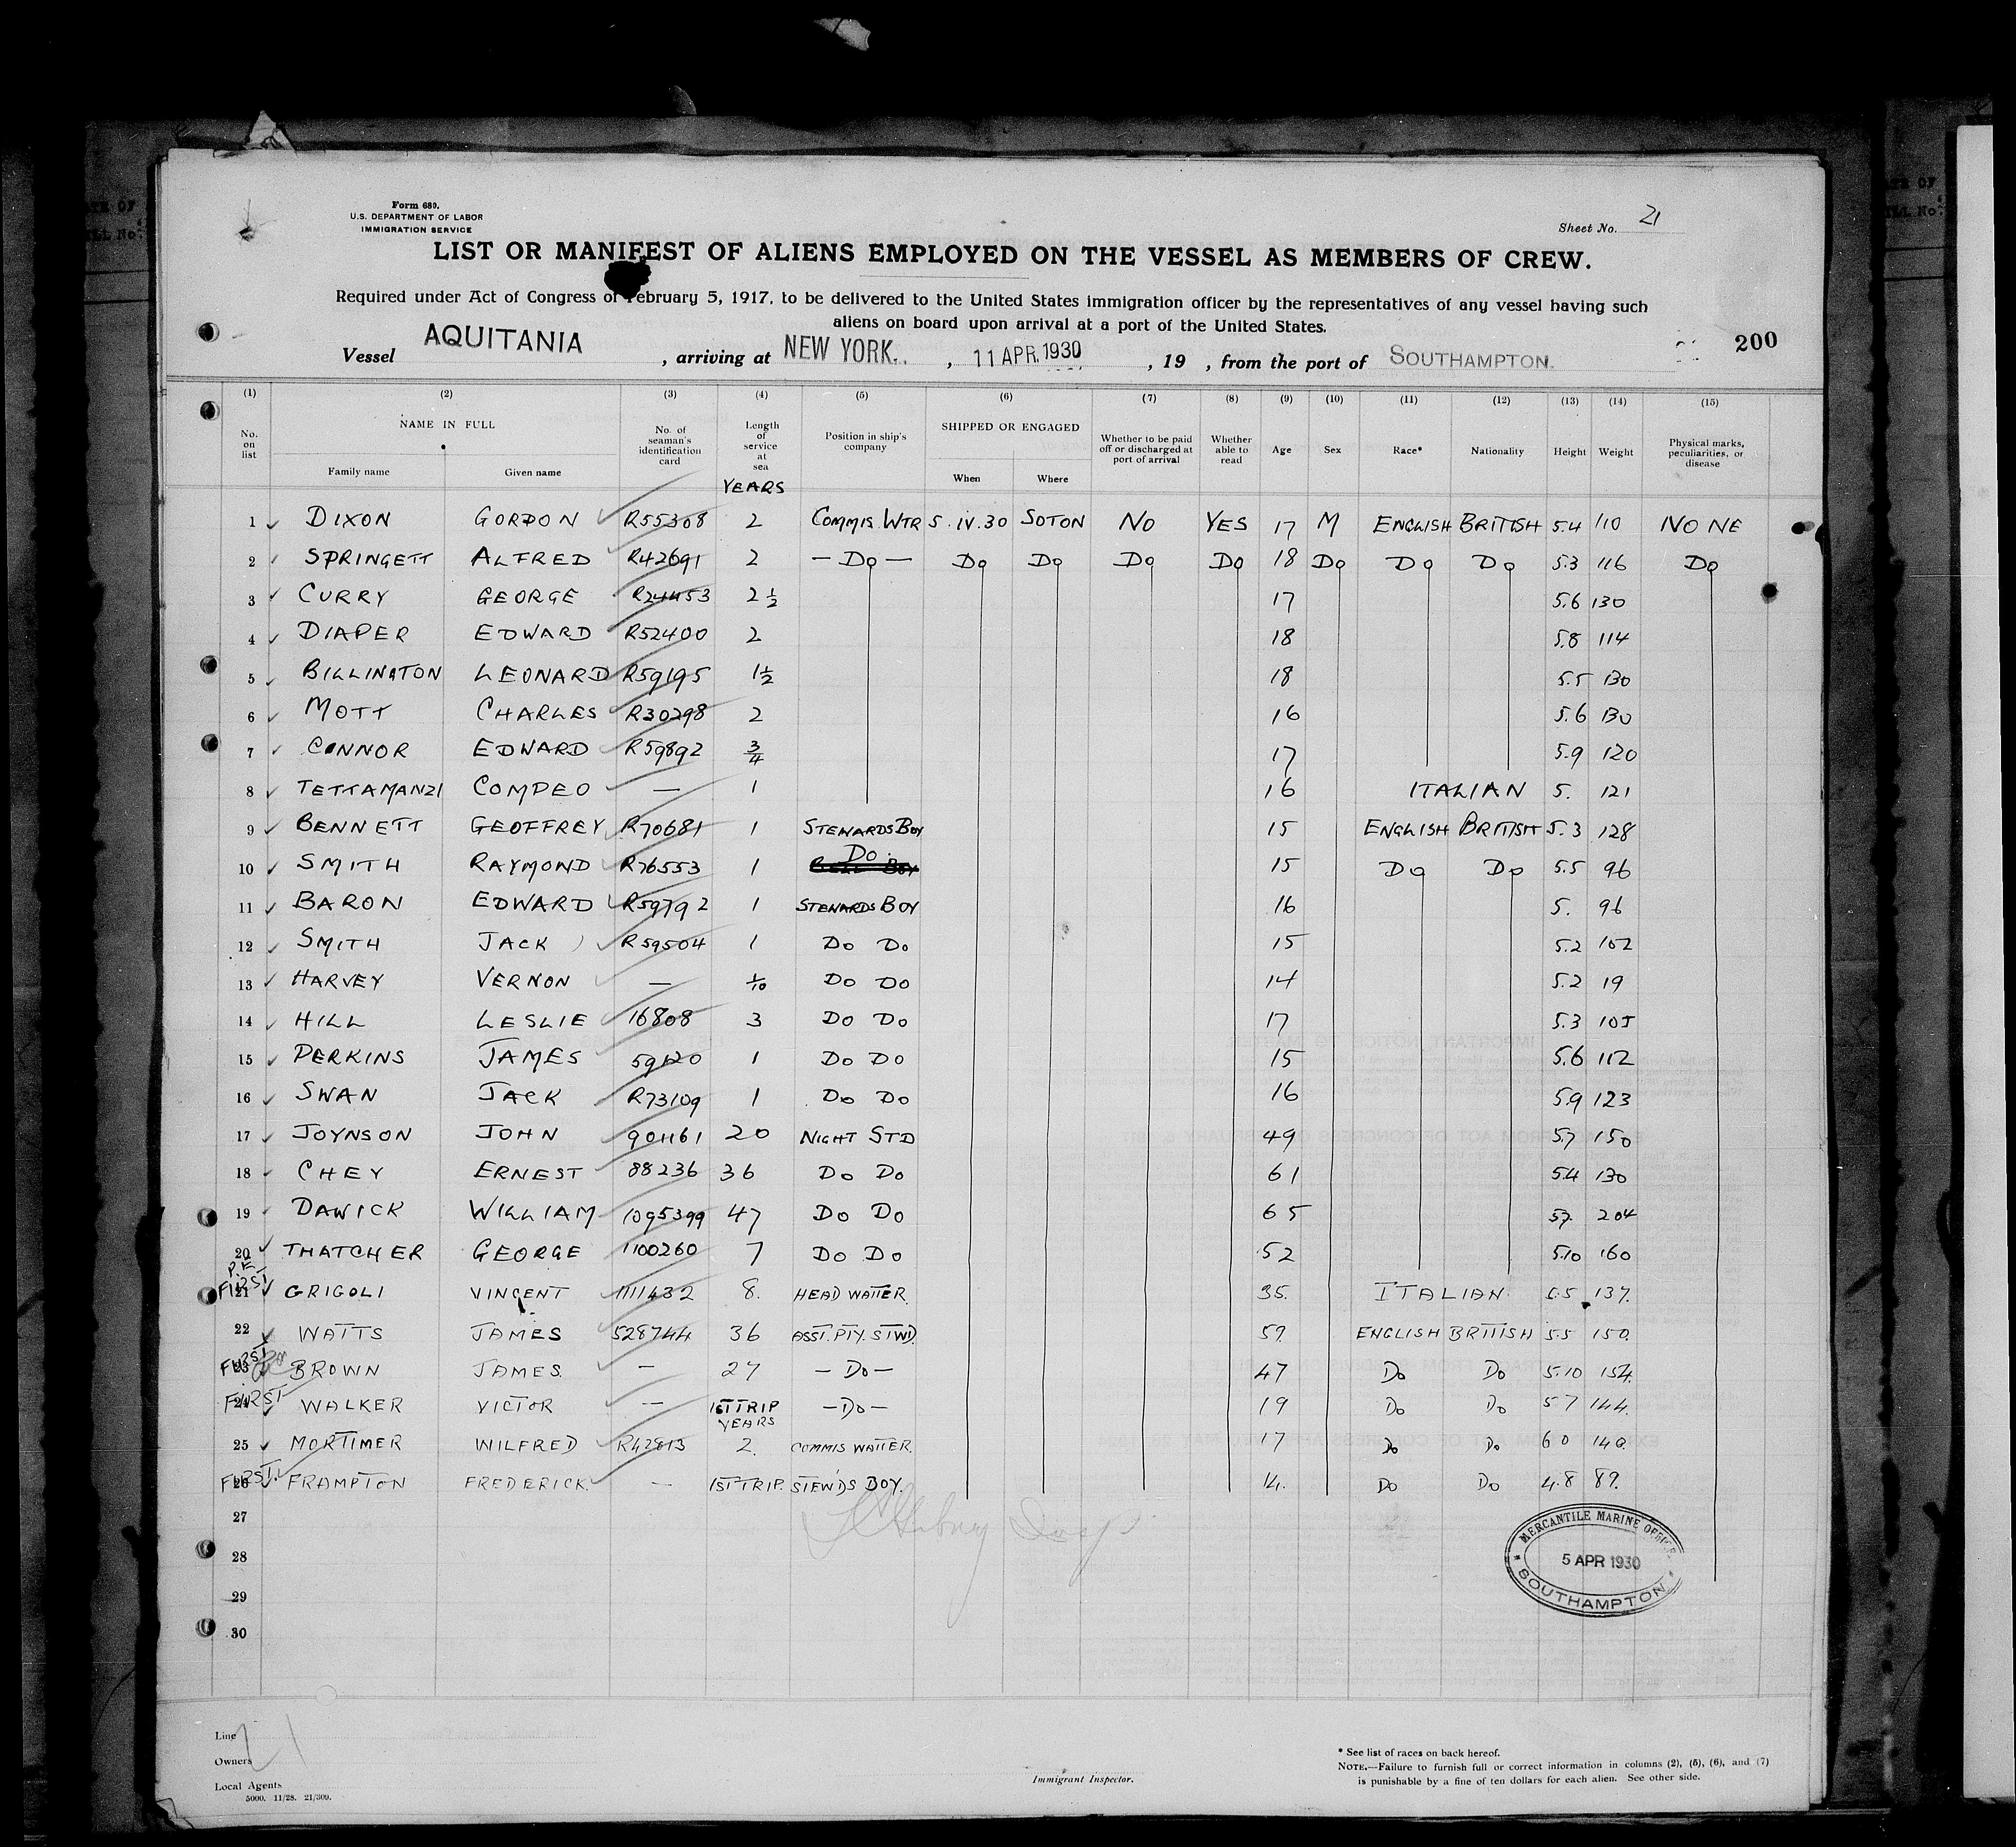 Form 680.
U.S. DEPARTMENT OF LABOR
IMMIGRATION SERVICE
Sheet No. 21
LIST OR MANIFEST OF ALIENS EMPLOYED ON THE VESSEL AS MEMBERS OF CREW.
Required under Act of Congress of February 5, 1917, to be delivered to the United States immigration officer by the representatives of any vessel having such
aliens on board upon arrival at a port of the United States.
200
Vessel AQUITANIA , arriving at NEW YORK. , 11 APR. 1930 , 19 , from the port of SOUTHAMPTON.
(1) (2) (3) (4) (5) (6) (7) (8) (9) (10) (11) (12) (13) (14) (15)
No. on list NAME IN FULL Family name Given name No. of seaman's identification card Length of service at sea Position in ship's company SHIPPED OR ENGAGED When Where Whether to be paid off or discharged at port of arrival Whether able to read Age Sex Race* Nationality Height Weight Physical marks, peculiarities, or disease
YEARS
1 DIXON GORDON R55308 2 COMMIS WTR 5.IV.30 SOTON NO YES 17 M ENGLISH BRITISH 5.4 110 NONE
2 SPRINGETT ALFRED R42691 2 — Do — Do Do Do Do 18 Do Do Do 5.3 116 Do
3 CURRY GEORGE R24453 2 1/2 17 5.6 130
4 DIAPER EDWARD R52400 2 18 5.8 114
5 BILLINGTON LEONARD R59195 1 1/2 18 5.5 130
6 MOTT CHARLES R30298 2 16 5.6 130
7 CONNOR EDWARD R59892 3/4 17 5.9 120
8 TETTAMANZI COMPEO — 1 16 ITALIAN 5. 121
9 BENNETT GEOFFREY R70681 1 STEWARDS BOY 15 ENGLISH BRITISH 5.3 128
10 SMITH RAYMOND R76553 1 Do. BELL BOY 15 Do Do 5.5 96
11 BARON EDWARD R59792 1 STEWARDS BOY 16 5. 96
12 SMITH JACK R59504 1 Do Do 15 5.2 102
13 HARVEY VERNON — 1/10 Do Do 14 5.2 19
14 HILL LESLIE 16808 3 Do Do 17 5.3 105
15 PERKINS JAMES 59120 1 Do Do 15 5.6 112
16 SWAN JACK R73109 1 Do Do 16 5.9 123
17 JOYNSON JOHN 901161 20 NIGHT STD 49 5.7 150
18 CHEY ERNEST 88236 36 Do Do 61 5.4 130
19 DAWICK WILLIAM 1095399 47 Do Do 65 5.7 204
20 THATCHER GEORGE 1100260 7 Do Do 52 5.10 160
P.E.
FIRST 21 GRIGOLI VINCENT 1111432 8. HEAD WAITER. 35. ITALIAN 5.5 137.
22 WATTS JAMES 528744 36 ASST. PTY. STWD. 59. ENGLISH BRITISH 5.5 150.
FIRST 23 BROWN JAMES. — 27 — Do — 47 Do Do 5.10 154.
FIRST 24 WALKER VICTOR — 1ST TRIP — Do — 19 Do Do 5 7 144.
YEARS
25 MORTIMER WILFRED R42813 2. COMMIS WAITER. 17 Do Do 6 0 140.
FIRST. 26 FRAMPTON FREDERICK. — 1ST TRIP. STEW'DS BOY. 14. Do Do 4.8 89.
27
28
29
30
MERCANTILE MARINE OFFICE
5 APR 1930
SOUTHAMPTON
Line
Owners
Local Agents
5000. 11/28. 21/309.
Immigrant Inspector.
* See list of races on back hereof.
NOTE.—Failure to furnish full or correct information in columns (2), (5), (6), and (7)
is punishable by a fine of ten dollars for each alien. See other side.